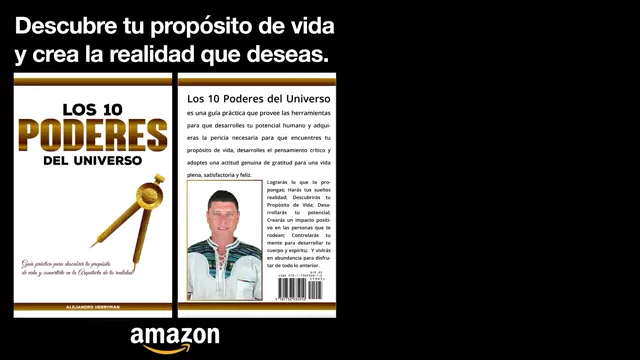 Descubre tu propósito de vida
y crea la realidad que deseas.
LOS 10
PODERES
DEL UNIVERSO
Guía práctica para descubrir tu propósito
de vida y convertirte en la Arquitecto de tu realidad
ALEJANDRO HERRYMAN
Los 10 Poderes del Universo
es una guía práctica que provee las herramientas
para que desarrolles tu potencial humano y adqui-
eras la pericia necesaria para que encuentres tu
propósito de vida, desarrolles el pensamiento crítico y
adoptes una actitud genuina de gratitud para una vida
plena, satisfactoria y feliz.
Lograrás lo que te pro-
pongas; Harás tus sueños
realidad; Descubrirás tu
Propósito de Vida; Desa-
rrollarás tu potencial;
Crearás un impacto positi-
vo en las personas que te
rodean; Controlarás tu
mente para desarrollar tu
cuerpo y espíritu; Y vivirás
en abundancia para disfru-
tar de todo lo anterior.
amazon